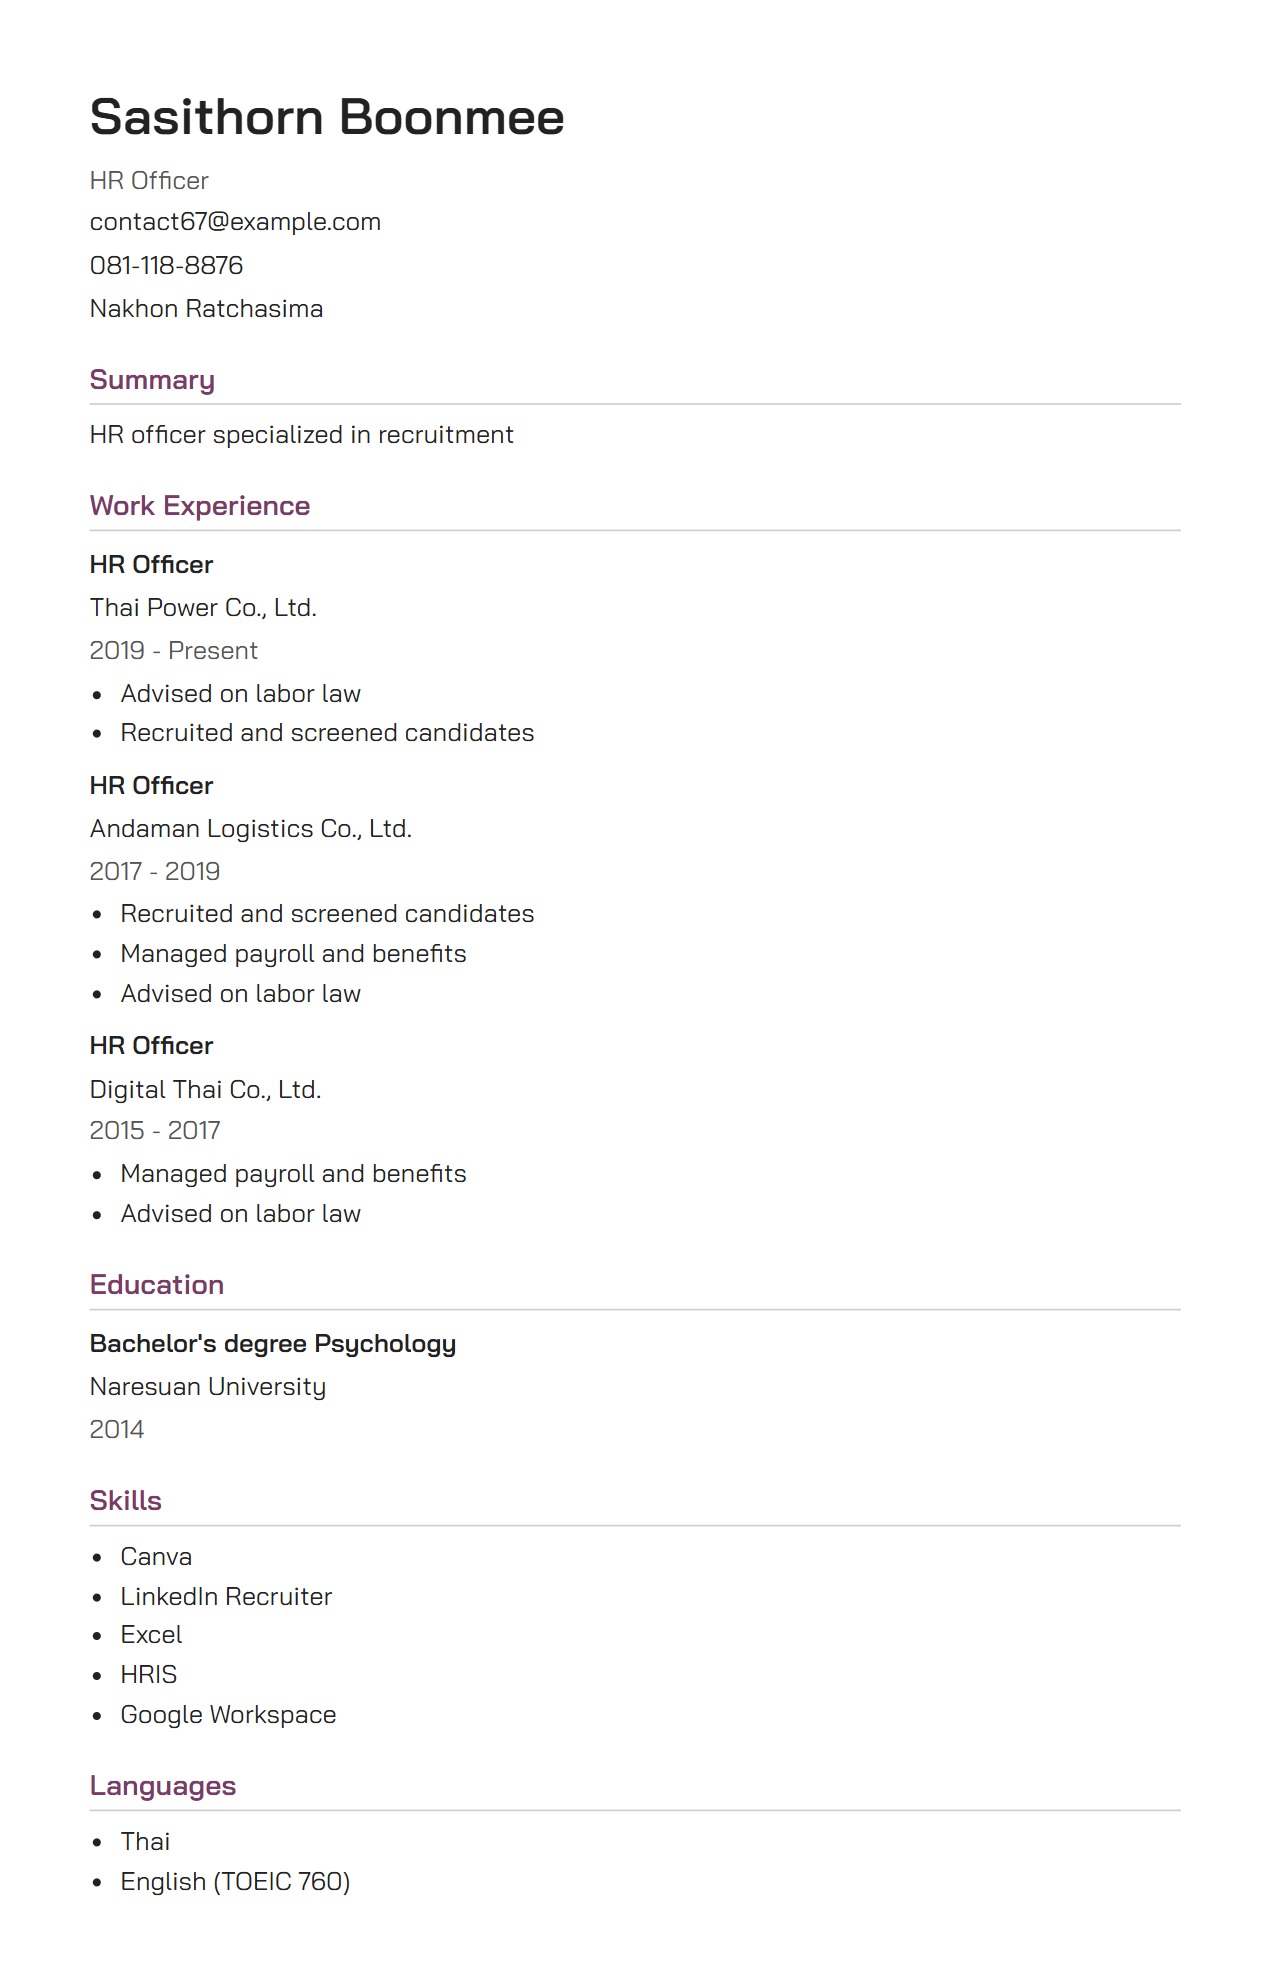 Sasithorn Boonmee
HR Officer
contact67@example.com
081-118-8876
Nakhon Ratchasima
Summary
HR officer specialized in recruitment
Work Experience
HR Officer
Thai Power Co., Ltd.
2019 - Present
• Advised on labor law
• Recruited and screened candidates
HR Officer
Andaman Logistics Co., Ltd.
2017 - 2019
• Recruited and screened candidates
• Managed payroll and benefits
• Advised on labor law
HR Officer
Digital Thai Co., Ltd.
2015 - 2017
• Managed payroll and benefits
• Advised on labor law
Education
Bachelor's degree Psychology
Naresuan University
2014
Skills
• Canva
• LinkedIn Recruiter
• Excel
• HRIS
• Google Workspace
Languages
• Thai
• English (TOEIC 760)